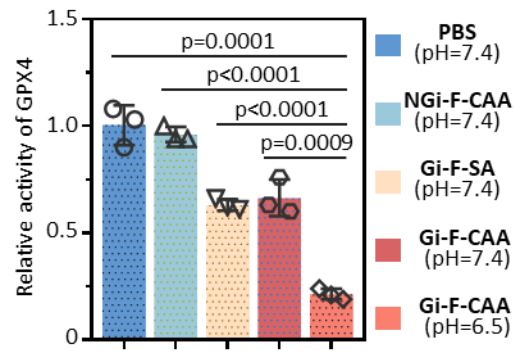 Relative activity of GPX4
1.5
1.0
0.5
0
p=0.0001
p<0.0001
p<0.0001
p=0.0009
PBS
(pH=7.4)
NGi-F-CAA
(pH=7.4)
Gi-F-SA
(pH=7.4)
Gi-F-CAA
(pH=7.4)
Gi-F-CAA
(pH=6.5)